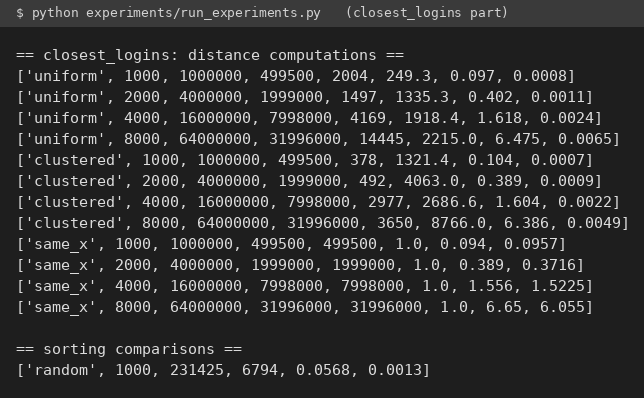 $ python experiments/run_experiments.py   (closest_logins part)
== closest_logins: distance computations ==
['uniform', 1000, 1000000, 499500, 2004, 249.3, 0.097, 0.0008]
['uniform', 2000, 4000000, 1999000, 1497, 1335.3, 0.402, 0.0011]
['uniform', 4000, 16000000, 7998000, 4169, 1918.4, 1.618, 0.0024]
['uniform', 8000, 64000000, 31996000, 14445, 2215.0, 6.475, 0.0065]
['clustered', 1000, 1000000, 499500, 378, 1321.4, 0.104, 0.0007]
['clustered', 2000, 4000000, 1999000, 492, 4063.0, 0.389, 0.0009]
['clustered', 4000, 16000000, 7998000, 2977, 2686.6, 1.604, 0.0022]
['clustered', 8000, 64000000, 31996000, 3650, 8766.0, 6.386, 0.0049]
['same_x', 1000, 1000000, 499500, 499500, 1.0, 0.094, 0.0957]
['same_x', 2000, 4000000, 1999000, 1999000, 1.0, 0.389, 0.3716]
['same_x', 4000, 16000000, 7998000, 7998000, 1.0, 1.556, 1.5225]
['same_x', 8000, 64000000, 31996000, 31996000, 1.0, 6.65, 6.055]
== sorting comparisons ==
['random', 1000, 231425, 6794, 0.0568, 0.0013]